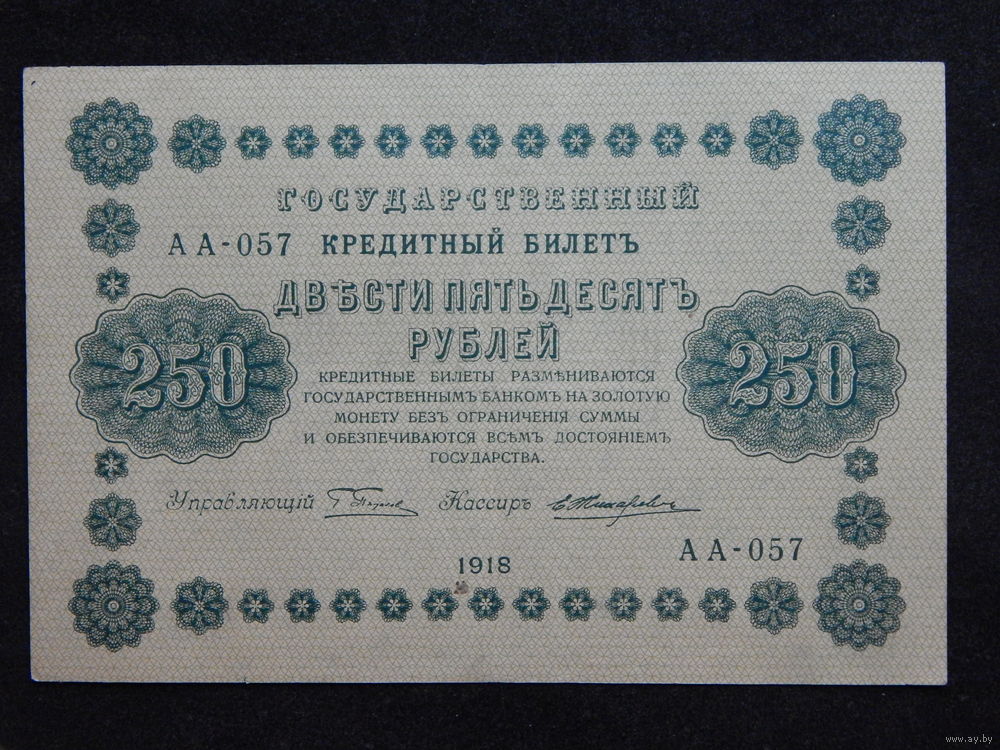 ГОСУДАРСТВЕННЫЙ
АА-057 КРЕДИТНЫЙ БИЛЕТЪ
ДВѢСТИ ПЯТЬДЕСЯТЪ
РУБЛЕЙ
250
250
КРЕДИТНЫЕ БИЛЕТЫ РАЗМѢНИВАЮТСЯ
ГОСУДАРСТВЕННЫМЪ БАНКОМЪ НА ЗОЛОТУЮ
МОНЕТУ БЕЗЪ ОГРАНИЧЕНІЯ СУММЫ
И ОБЕЗПЕЧИВАЮТСЯ ВСѢМЪ ДОСТОЯНІЕМЪ
ГОСУДАРСТВА.
Управляющій Кассиръ
АА-057
1918
www.ay.by